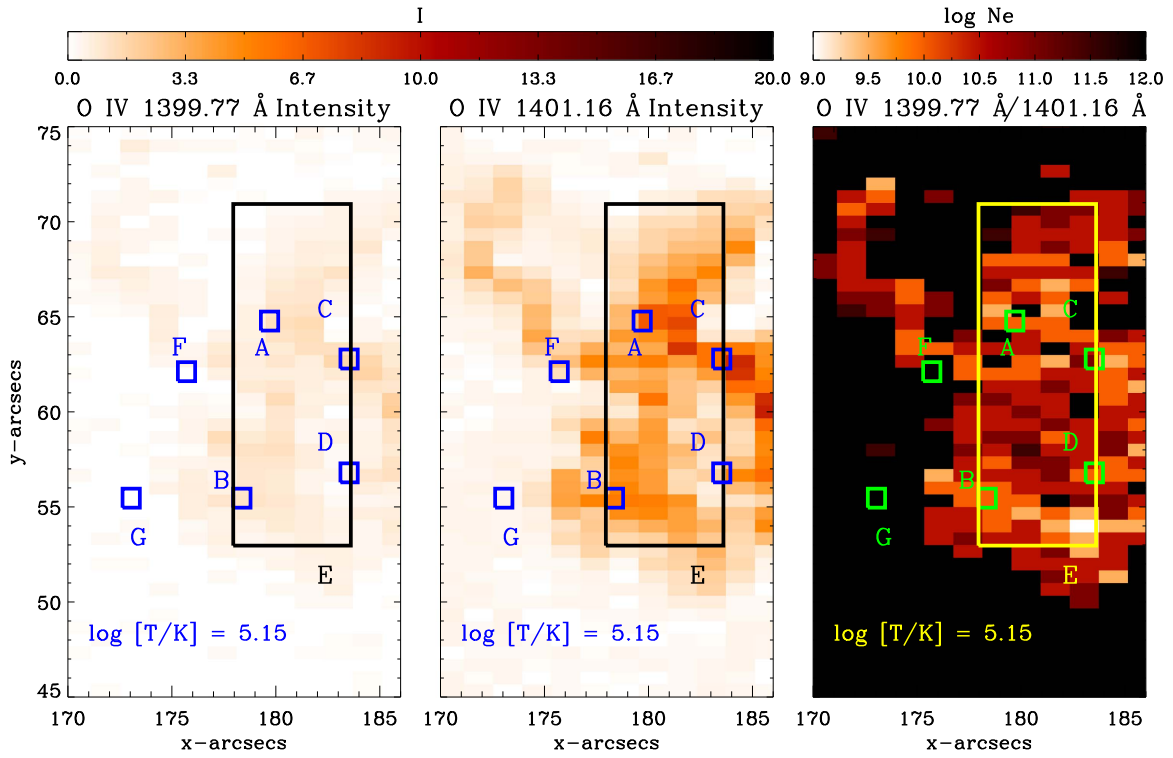 I
log Ne
0.0 3.3 6.7 10.0 13.3 16.7 20.0
9.0 9.5 10.0 10.5 11.0 11.5 12.0
O IV 1399.77 Å Intensity
O IV 1401.16 Å Intensity
O IV 1399.77 Å/1401.16 Å
75
70
65
60
55
50
45
y-arcsecs
C
F
A
D
B
G
E
log [T/K] = 5.15
170 175 180 185
x-arcsecs
C
F
A
D
B
G
E
log [T/K] = 5.15
170 175 180 185
x-arcsecs
C
F
A
D
B
G
E
log [T/K] = 5.15
170 175 180 185
x-arcsecs